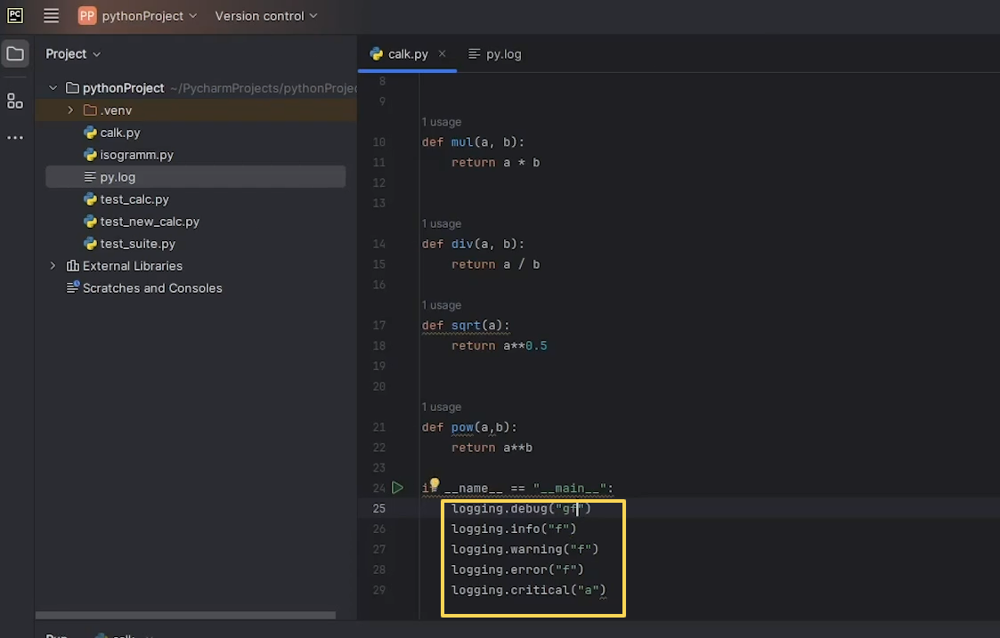 PC
PP pythonProject Version control
Project
calk.py py.log
pythonProject ~/PycharmProjects/pythonProjec
.venv
calk.py
isogramm.py
py.log
test_calc.py
test_new_calc.py
test_suite.py
External Libraries
Scratches and Consoles
8
9
1 usage
10 def mul(a, b):
11 return a * b
12
13
1 usage
14 def div(a, b):
15 return a / b
16
1 usage
17 def sqrt(a):
18 return a**0.5
19
20
1 usage
21 def pow(a,b):
22 return a**b
23
24 if __name__ == "__main__":
25 logging.debug("gf")
26 logging.info("f")
27 logging.warning("f")
28 logging.error("f")
29 logging.critical("a")